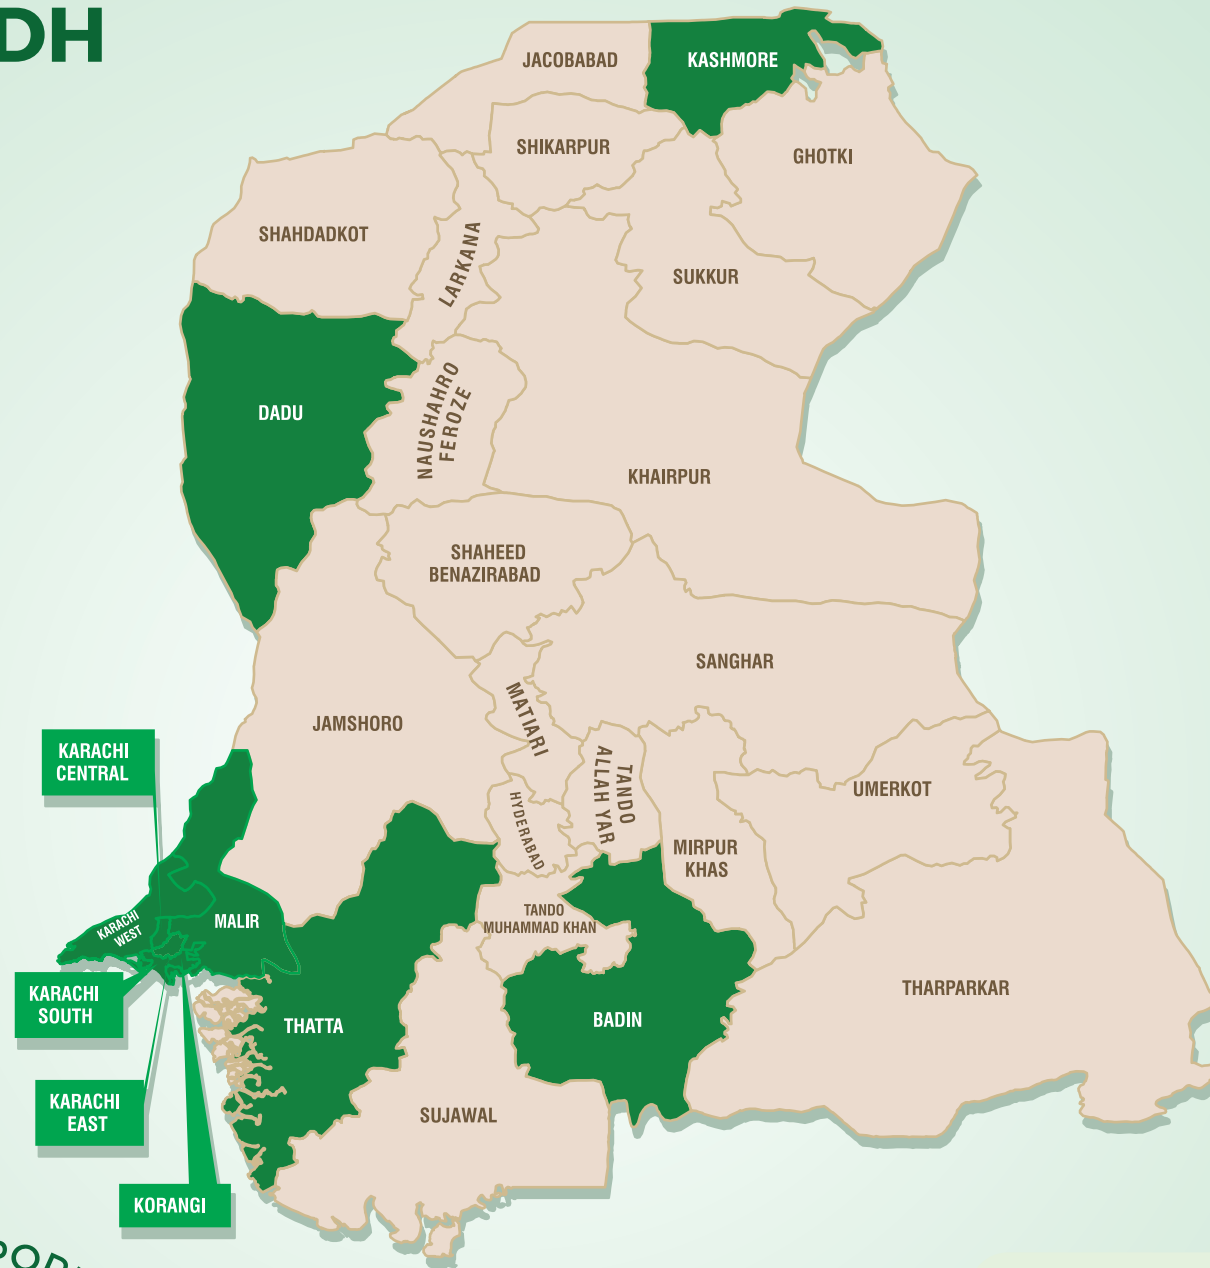 DH
JACOBABAD
KASHMORE
SHIKARPUR
GHOTKI
SHAHDADKOT
LARKANA
SUKKUR
DADU
NAUSHAHRO
FEROZE
KHAIRPUR
SHAHEED
BENAZIRABAD
SANGHAR
MATIARI
JAMSHORO
KARACHI
CENTRAL
TANDO
ALLAH YAR
UMERKOT
HYDERABAD
MIRPUR
KHAS
KARACHI
WEST
MALIR
TANDO
MUHAMMAD KHAN
KARACHI
SOUTH
THATTA
BADIN
THARPARKAR
KARACHI
EAST
SUJAWAL
KORANGI